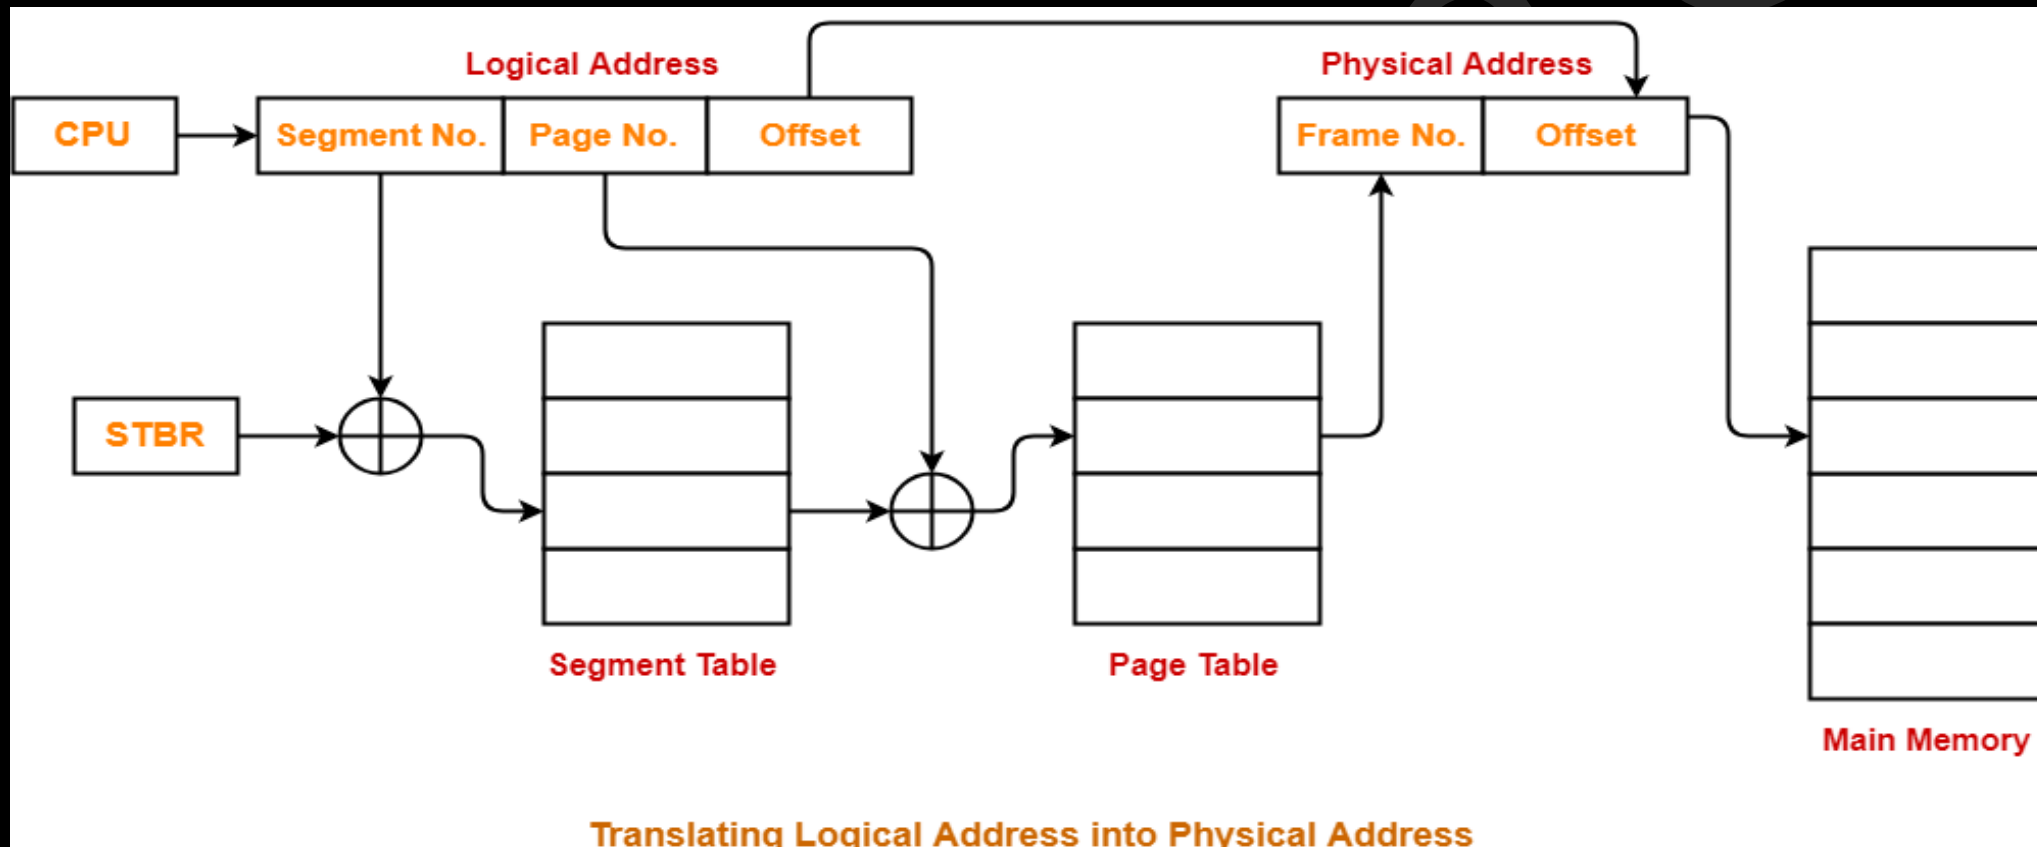 Logical Address
Physical Address
CPU
Segment No.
Page No.
Offset
Frame No.
Offset
STBR
Segment Table
Page Table
Main Memory
Translating Logical Address into Physical Address